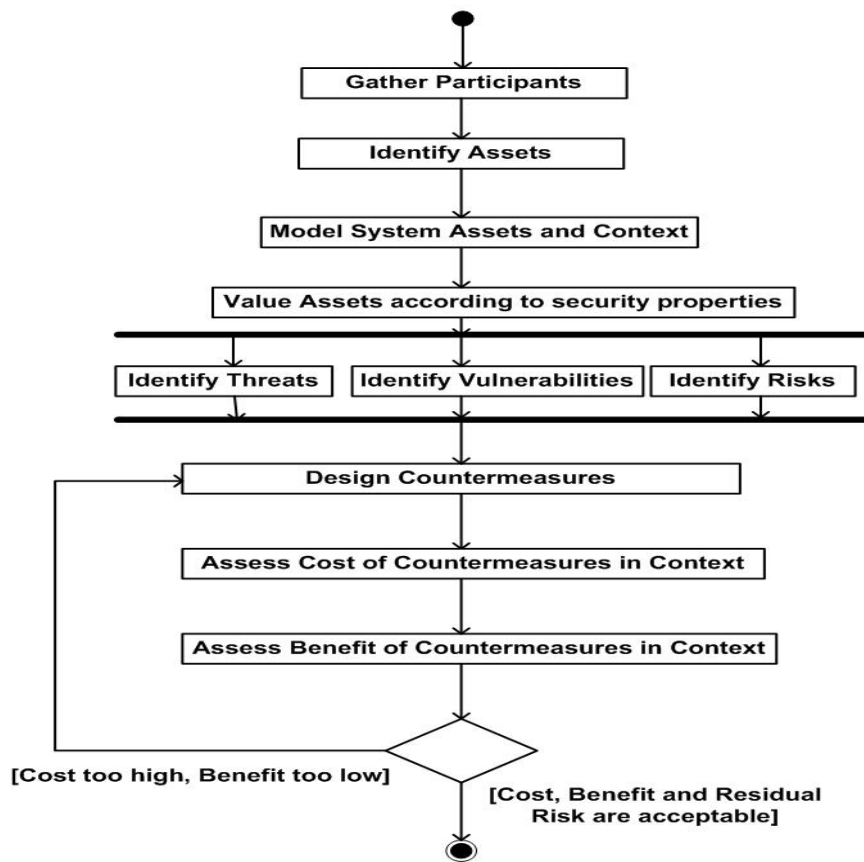 Gather Participants
Identify Assets
Model System Assets and Context
Value Assets according to security properties
Identify Threats
Identify Vulnerabilities
Identify Risks
Design Countermeasures
Assess Cost of Countermeasures in Context
Assess Benefit of Countermeasures in Context
[Cost too high, Benefit too low]
[Cost, Benefit and Residual
Risk are acceptable]